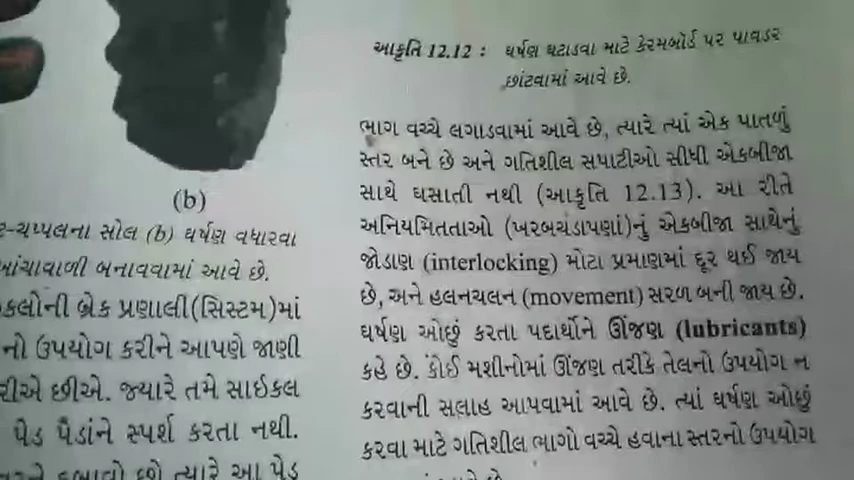 (b)
ર-ચપ્પલના સોલ (b) ઘર્ષણ વધારવા
ખાંચાવાળી બનાવવામાં આવે છે.
કલોની બ્રેક પ્રણાલી(સિસ્ટમ)માં
નો ઉપયોગ કરીને આપણે જાણી
રીએ છીએ. જ્યારે તમે સાઈકલ
પેડ પૈડાંને સ્પર્શ કરતા નથી.
દબાવો છો ત્યારે આ પેડ
આકૃતિ 12.12 : ઘર્ષણ ઘટાડવા માટે કેરમબૉર્ડ પર પાવડર
છાંટવામાં આવે છે.
ભાગ વચ્ચે લગાડવામાં આવે છે, ત્યારે ત્યાં એક પાતળું
સ્તર બને છે અને ગતિશીલ સપાટીઓ સીધી એકબીજા
સાથે ઘસાતી નથી (આકૃતિ 12.13). આ રીતે
અનિયમિતતાઓ (ખરબચડાપણાં)નું એકબીજા સાથેનું
જોડાણ (interlocking) મોટા પ્રમાણમાં દૂર થઈ જાય
છે, અને હલનચલન (movement) સરળ બની જાય છે.
ઘર્ષણ ઓછું કરતા પદાર્થોને ઊંજણ (lubricants)
કહે છે. કોઈ મશીનોમાં ઊંજણ તરીકે તેલનો ઉપયોગ ન
કરવાની સલાહ આપવામાં આવે છે. ત્યાં ઘર્ષણ ઓછું
કરવા માટે ગતિશીલ ભાગો વચ્ચે હવાના સ્તરનો ઉપયોગ